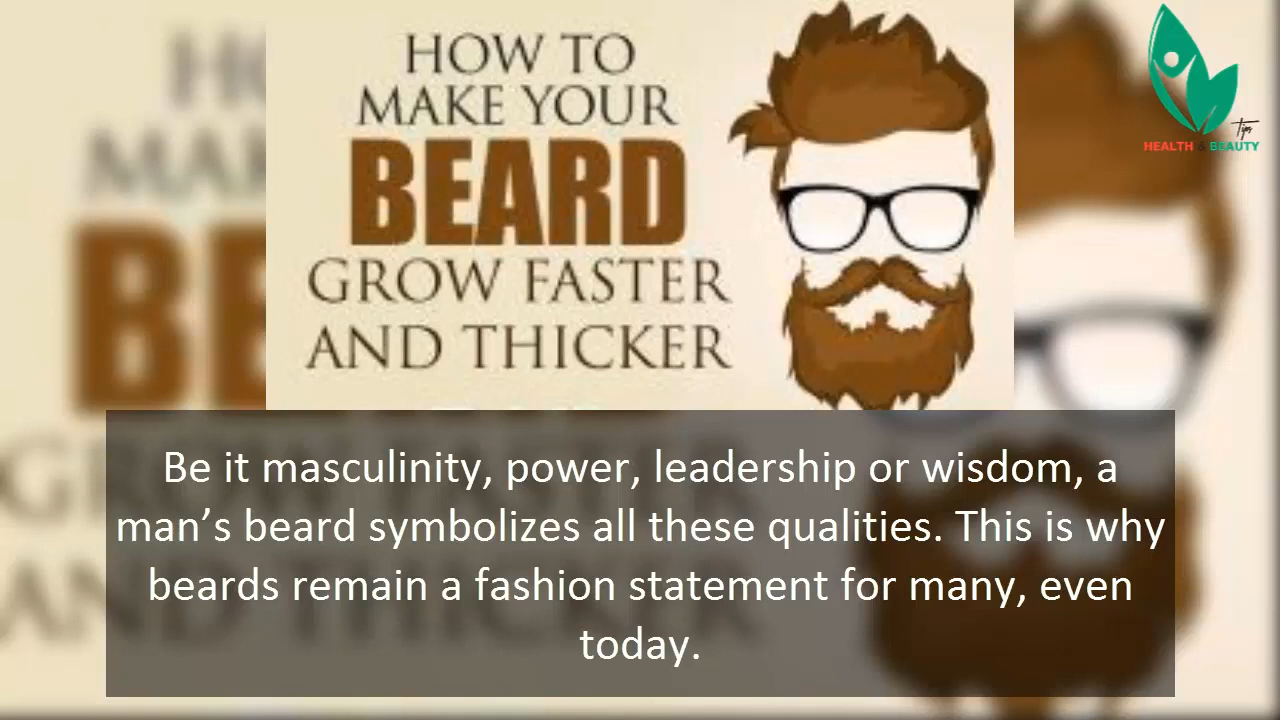 HOW TO
MAKE YOUR
BEARD
GROW FASTER
AND THICKER
Tips
HEALTH & BEAUTY
Be it masculinity, power, leadership or wisdom, a
man’s beard symbolizes all these qualities. This is why
beards remain a fashion statement for many, even
today.